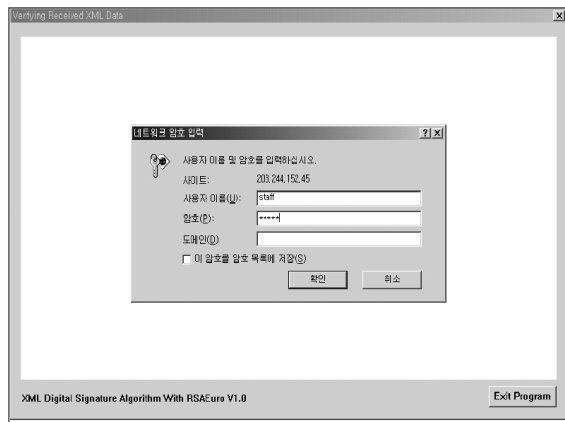 Verifying Received XML Data
네트워크 암호 입력
사용자 이름 및 암호를 입력하십시오.
사이트: 203,244,152,45
사용자 이름(U): staff
암호(P): *****
도메인(D)
이 암호를 암호 목록에 저장(S)
확인 취소
XML Digital Signature Algorithm With RSAEuro V1.0
Exit Program